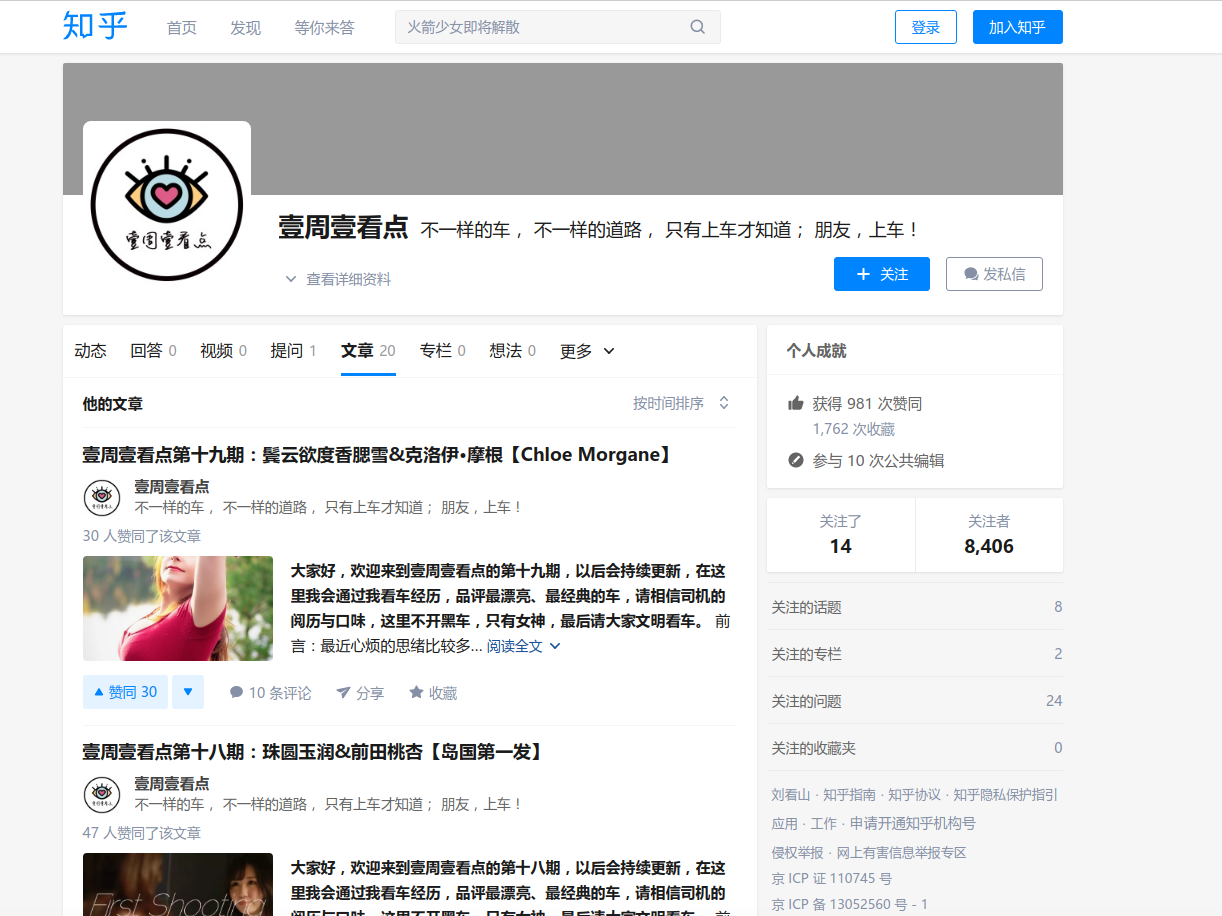 知乎 首页 发现 等你来答 火箭少女即将解散 登录 加入知乎
壹周壹看点
壹周壹看点 不一样的车， 不一样的道路， 只有上车才知道； 朋友，上车！
查看详细资料 关注 发私信
动态 回答 0 视频 0 提问 1 文章 20 专栏 0 想法 0 更多
他的文章 按时间排序
壹周壹看点第十九期：鬓云欲度香腮雪&克洛伊·摩根【Chloe Morgane】
壹周壹看点
不一样的车， 不一样的道路， 只有上车才知道； 朋友，上车！
30 人赞同了该文章
大家好，欢迎来到壹周壹看点的第十九期，以后会持续更新，在这
里我会通过我看车经历，品评最漂亮、最经典的车，请相信司机的
阅历与口味，这里不开黑车，只有女神，最后请大家文明看车。 前
言：最近心烦的思绪比较多... 阅读全文
赞同 30 10 条评论 分享 收藏
壹周壹看点第十八期：珠圆玉润&前田桃杏【岛国第一发】
壹周壹看点
不一样的车， 不一样的道路， 只有上车才知道； 朋友，上车！
47 人赞同了该文章
First Shooting
大家好，欢迎来到壹周壹看点的第十八期，以后会持续更新，在这
里我会通过我看车经历，品评最漂亮、最经典的车，请相信司机的
阅历与口味，这里不开黑车，只有女神，最后请大家文明看车。 前
个人成就
获得 981 次赞同
1,762 次收藏
参与 10 次公共编辑
关注了 关注者
14 8,406
关注的话题 8
关注的专栏 2
关注的问题 24
关注的收藏夹 0
刘看山 · 知乎指南 · 知乎协议 · 知乎隐私保护指引
应用 · 工作 · 申请开通知乎机构号
侵权举报 · 网上有害信息举报专区
京 ICP 证 110745 号
京 ICP 备 13052560 号 - 1